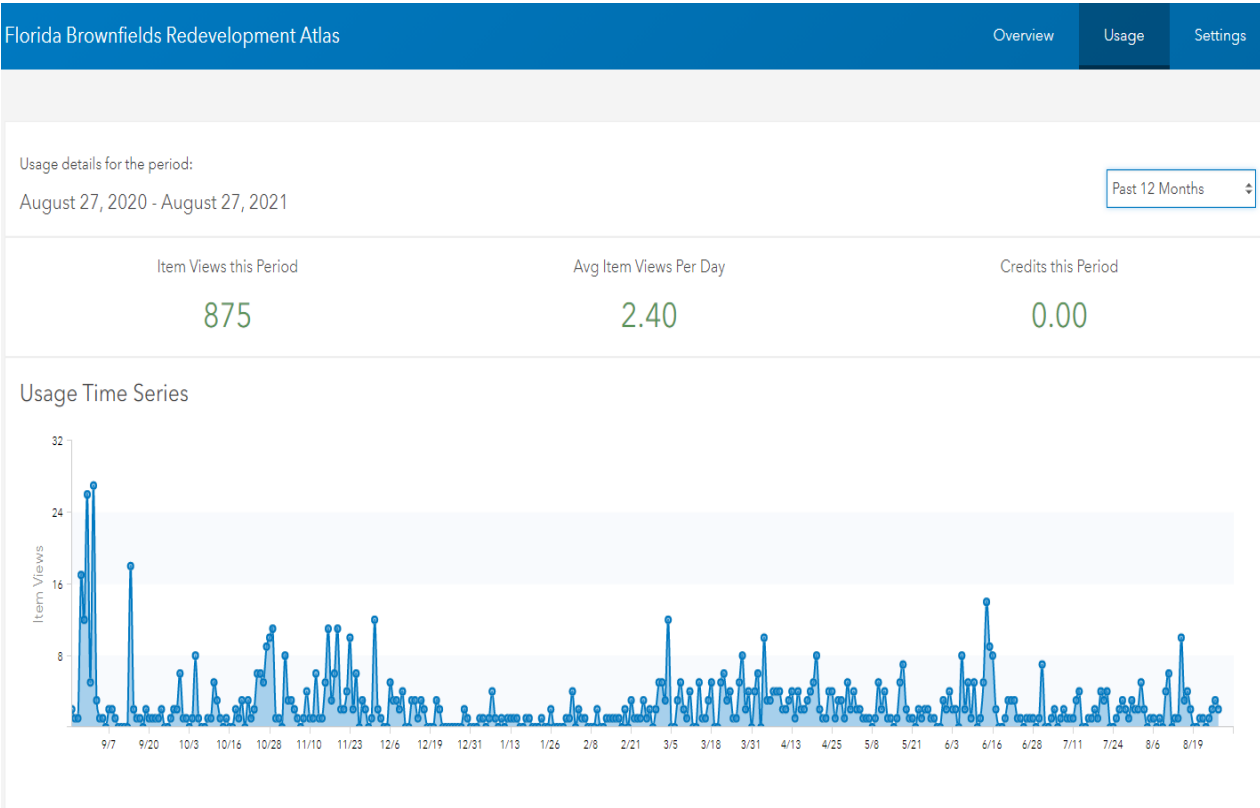 Florida Brownfields Redevelopment Atlas
Overview
Usage
Settings
Usage details for the period:
August 27, 2020 - August 27, 2021
Past 12 Months
Item Views this Period
Avg Item Views Per Day
Credits this Period
875
2.40
0.00
Usage Time Series
32
24
16
8
Item Views
9/7 9/20 10/3 10/16 10/28 11/10 11/23 12/6 12/19 12/31 1/13 1/26 2/8 2/21 3/5 3/18 3/31 4/13 4/25 5/8 5/21 6/3 6/16 6/28 7/11 7/24 8/6 8/19